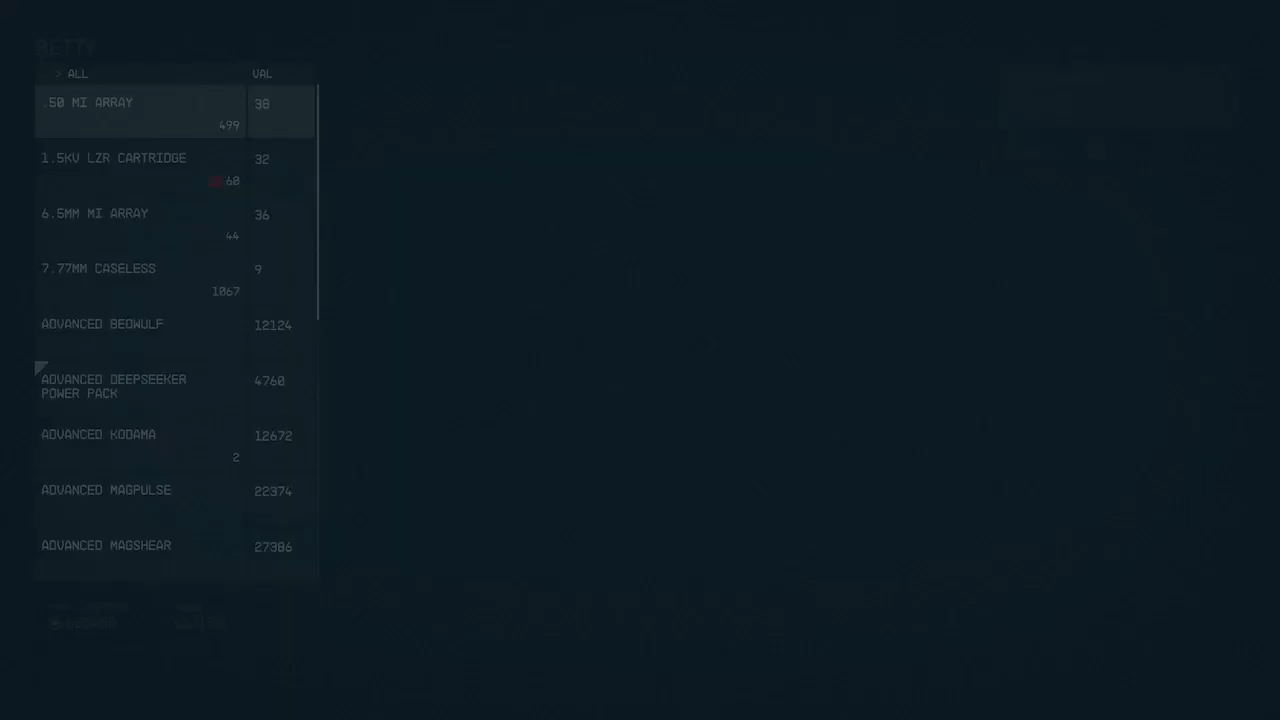 BETTY
> ALL VAL
.50 MI ARRAY 38
499
1.5KV LZR CARTRIDGE 32
60
6.5MM MI ARRAY 36
44
7.77MM CASELESS 9
1067
ADVANCED BEOWULF 12124
ADVANCED DEEPSEEKER 4760
POWER PACK
ADVANCED KODAMA 12672
2
ADVANCED MAGPULSE 22374
ADVANCED MAGSHEAR 27386